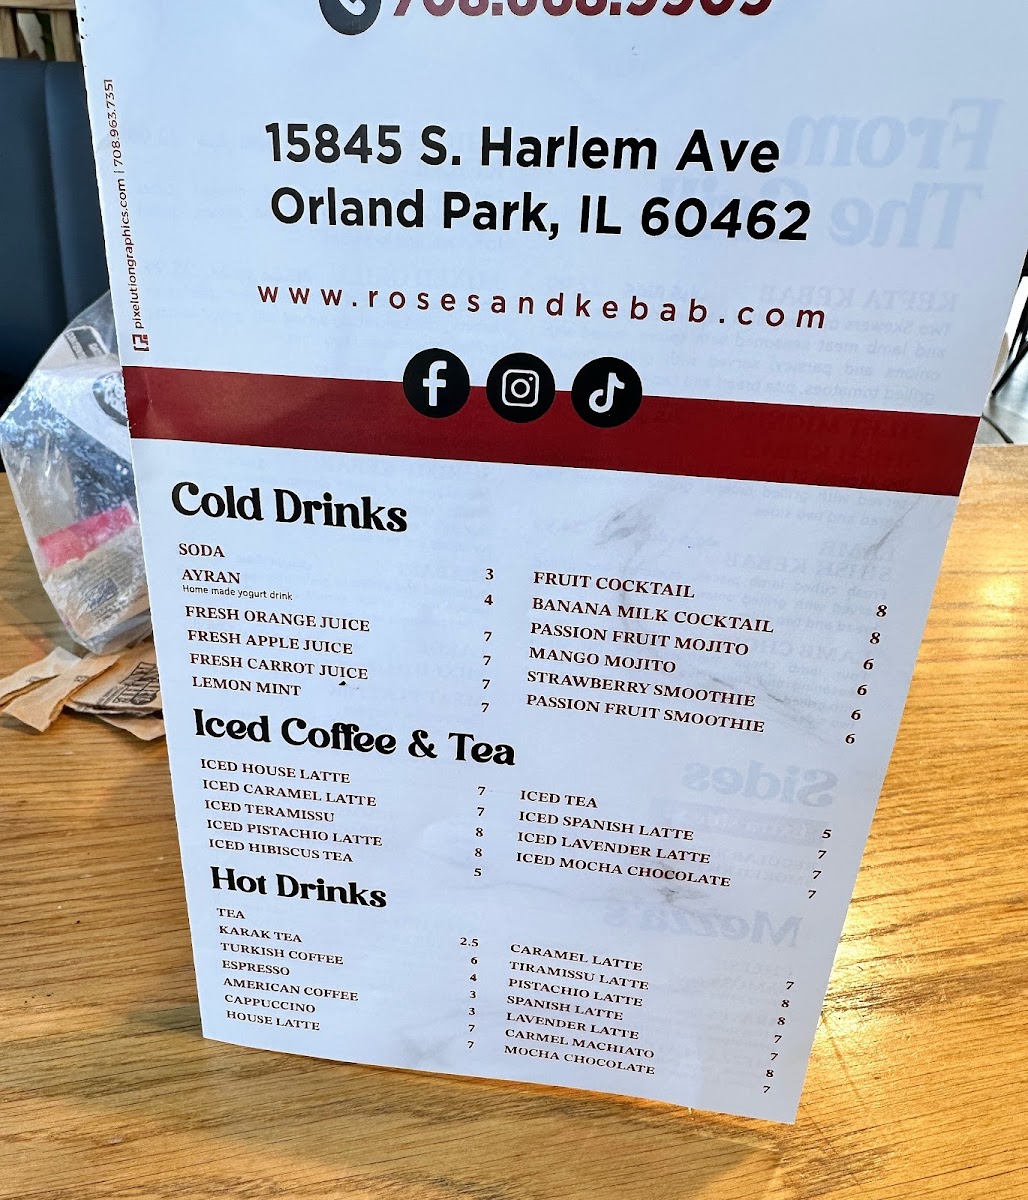 15845 S. Harlem Ave
Orland Park, IL 60462
www.rosesandkebab.com
pixelutiongraphics.com | 708.963.7351
Cold Drinks
SODA 3
AYRAN 4
Home made yogurt drink
FRESH ORANGE JUICE 7
FRESH APPLE JUICE 7
FRESH CARROT JUICE 7
LEMON MINT 7
FRUIT COCKTAIL 8
BANANA MILK COCKTAIL 8
PASSION FRUIT MOJITO 6
MANGO MOJITO 6
STRAWBERRY SMOOTHIE 6
PASSION FRUIT SMOOTHIE 6
Iced Coffee & Tea
ICED HOUSE LATTE 7
ICED CARAMEL LATTE 7
ICED TERAMISSU 8
ICED PISTACHIO LATTE 8
ICED HIBISCUS TEA 5
ICED TEA 5
ICED SPANISH LATTE 7
ICED LAVENDER LATTE 7
ICED MOCHA CHOCOLATE 7
Hot Drinks
TEA 2.5
KARAK TEA 6
TURKISH COFFEE 4
ESPRESSO 3
AMERICAN COFFEE 3
CAPPUCCINO 7
HOUSE LATTE 7
CARAMEL LATTE 7
TIRAMISSU LATTE 8
PISTACHIO LATTE 8
SPANISH LATTE 7
LAVENDER LATTE 7
CARMEL MACHIATO 8
MOCHA CHOCOLATE 7